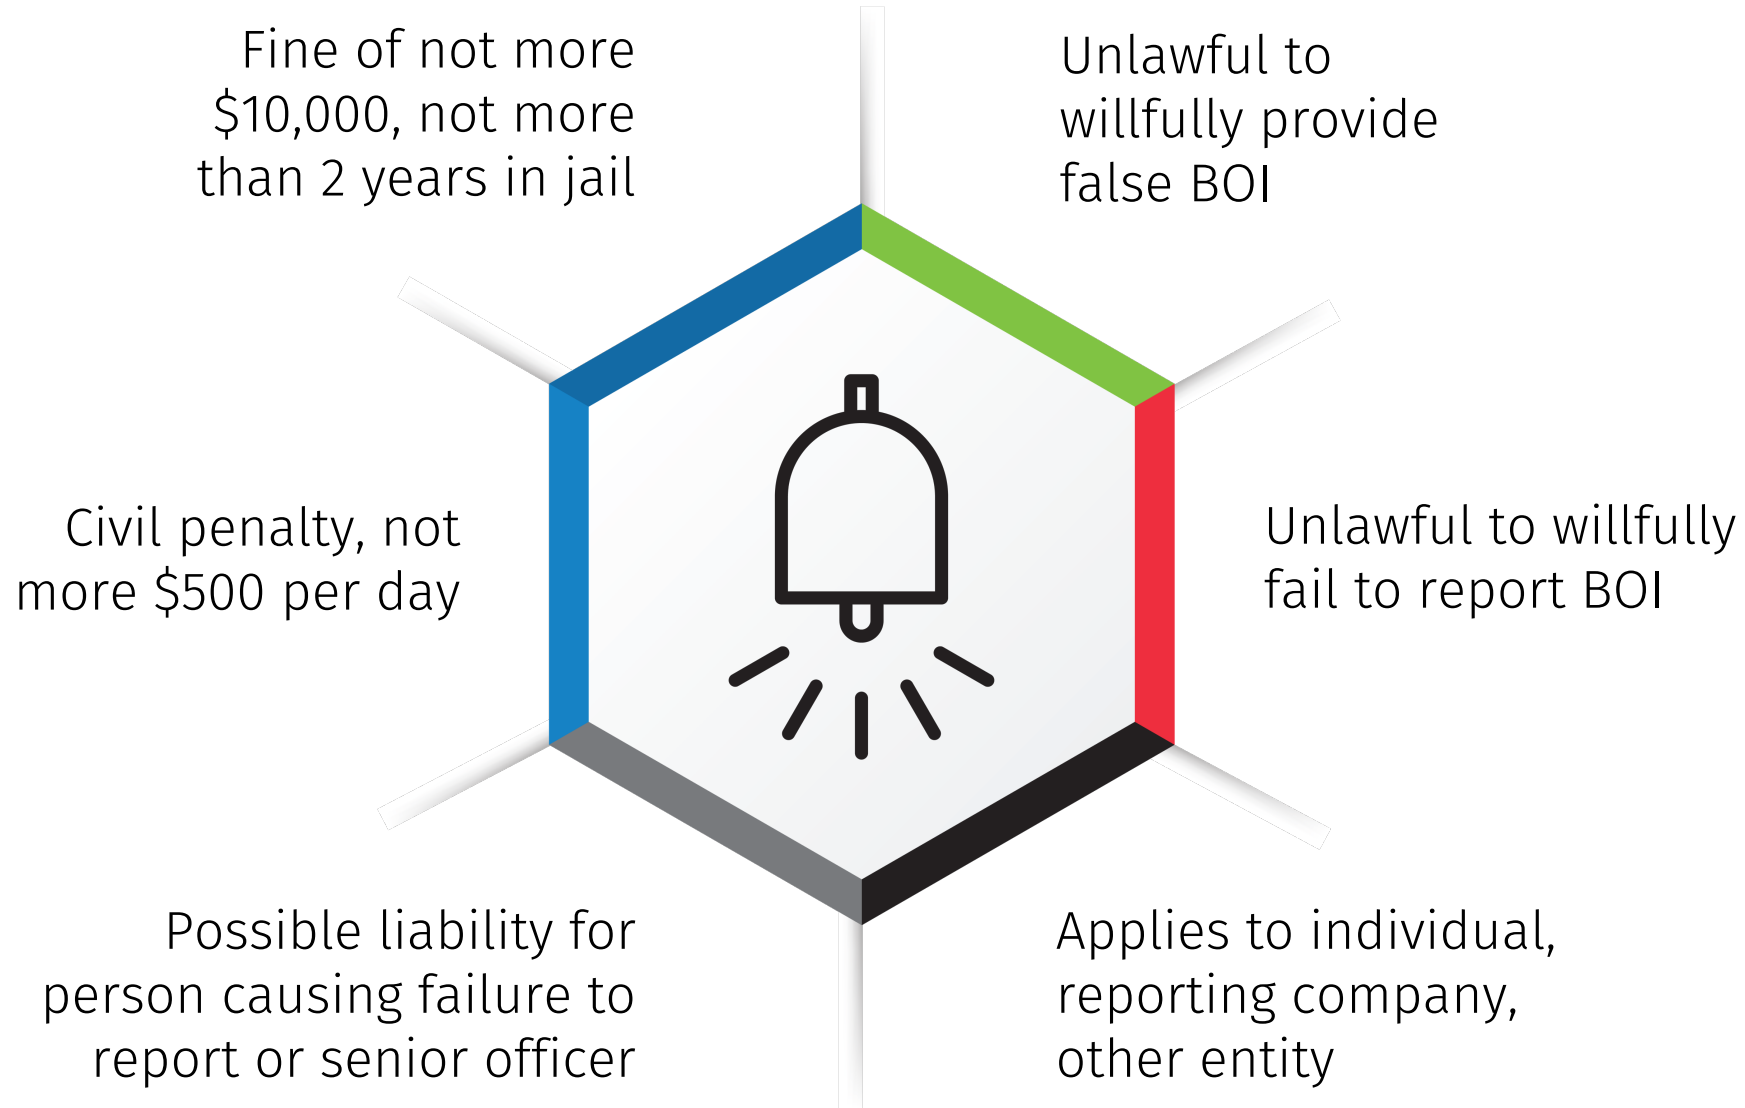 Fine of not more
$10,000, not more
than 2 years in jail
Unlawful to
willfully provide
false BOI
Civil penalty, not
more $500 per day
Unlawful to willfully
fail to report BOI
Possible liability for
person causing failure to
report or senior officer
Applies to individual,
reporting company,
other entity